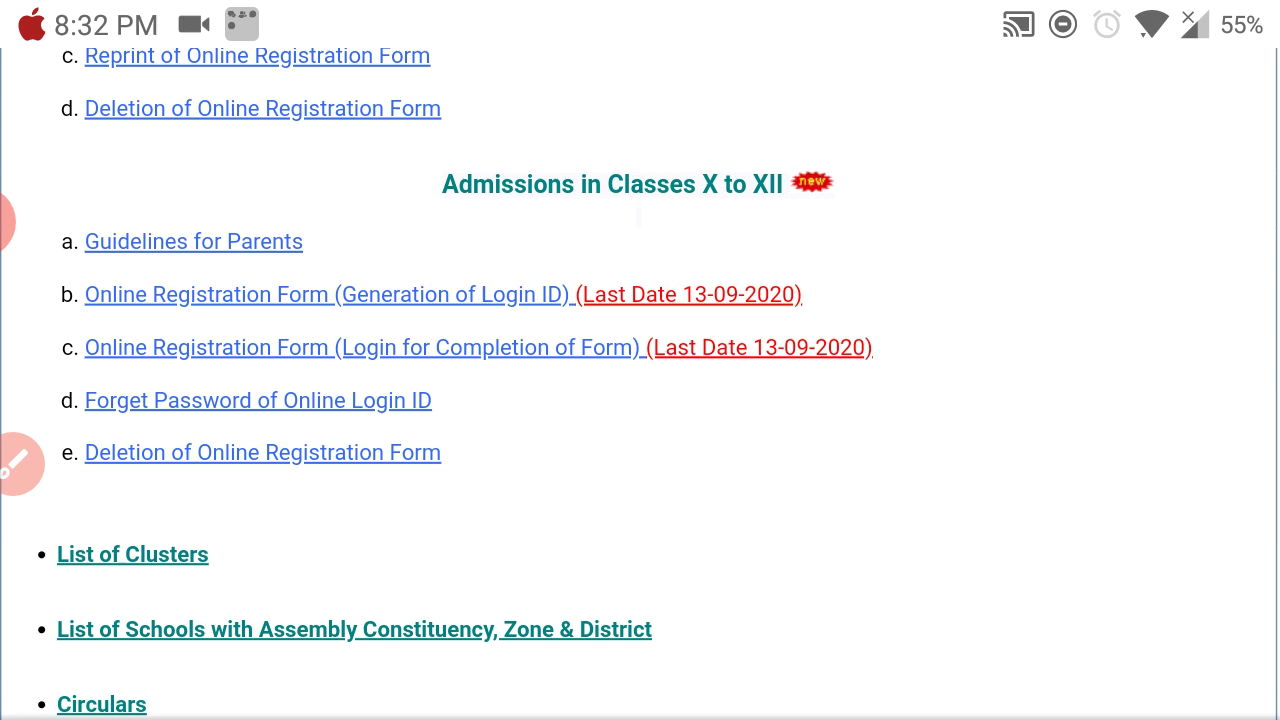 8:32 PM 55%
c. Reprint of Online Registration Form
d. Deletion of Online Registration Form
Admissions in Classes X to XII new
a. Guidelines for Parents
b. Online Registration Form (Generation of Login ID) (Last Date 13-09-2020)
c. Online Registration Form (Login for Completion of Form) (Last Date 13-09-2020)
d. Forget Password of Online Login ID
e. Deletion of Online Registration Form
• List of Clusters
• List of Schools with Assembly Constituency, Zone & District
• Circulars